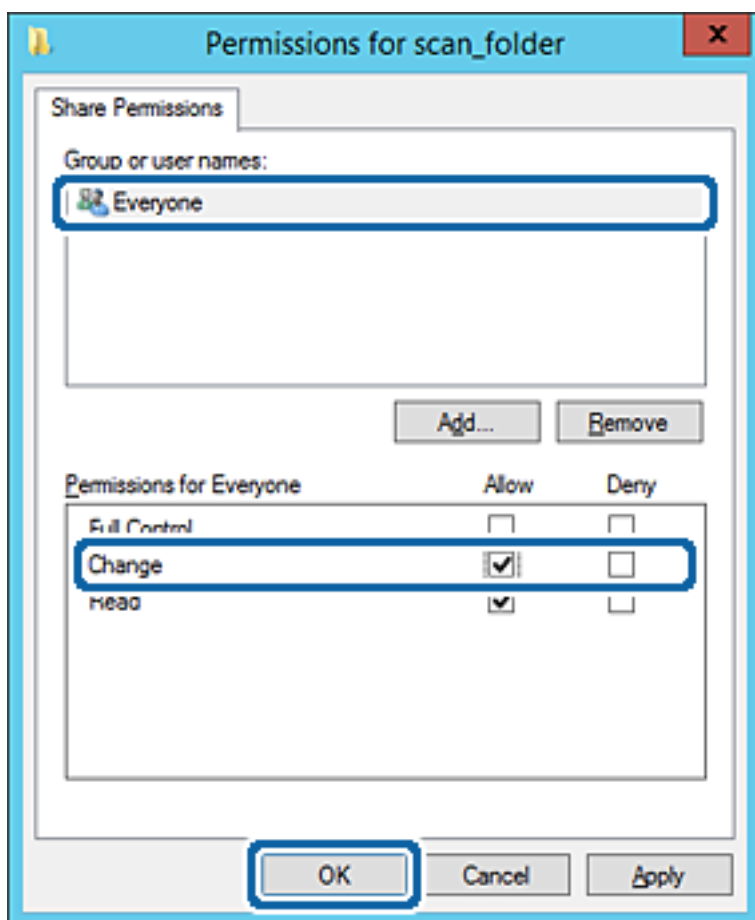 Permissions for scan_folder
Share Permissions
Group or user names:
Everyone
Add... Remove
Permissions for Everyone Allow Deny
Full Control
Change
Read
OK Cancel Apply